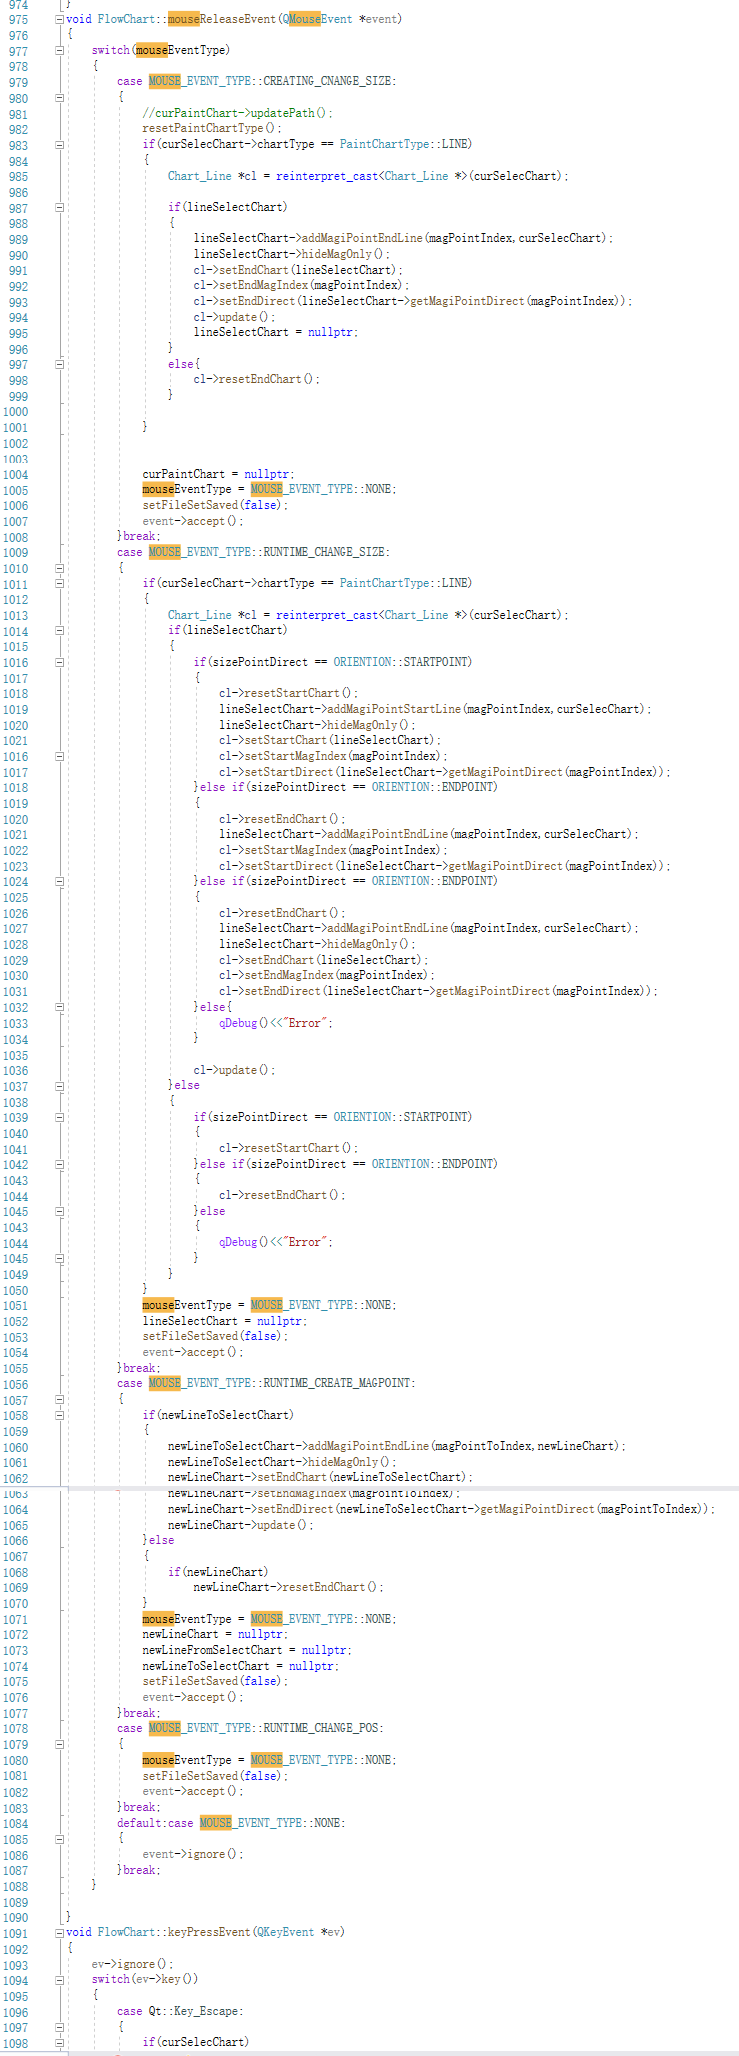 974 }
975 void FlowChart::mouseReleaseEvent(QMouseEvent *event)
976 {
977 switch(mouseEventType)
978 {
979 case MOUSE_EVENT_TYPE::CREATING_CNANGE_SIZE:
980 {
981 //curPaintChart->updatePath();
982 resetPaintChartType();
983 if(curSelecChart->chartType == PaintChartType::LINE)
984 {
985 Chart_Line *cl = reinterpret_cast<Chart_Line *>(curSelecChart);
986
987 if(lineSelectChart)
988 {
989 lineSelectChart->addMagiPointEndLine(magPointIndex,curSelecChart);
990 lineSelectChart->hideMagOnly();
991 cl->setEndChart(lineSelectChart);
992 cl->setEndMagIndex(magPointIndex);
993 cl->setEndDirect(lineSelectChart->getMagiPointDirect(magPointIndex));
994 cl->update();
995 lineSelectChart = nullptr;
996 }
997 else{
998 cl->resetEndChart();
999 }
1000
1001 }
1002
1003
1004 curPaintChart = nullptr;
1005 mouseEventType = MOUSE_EVENT_TYPE::NONE;
1006 setFileSetSaved(false);
1007 event->accept();
1008 }break;
1009 case MOUSE_EVENT_TYPE::RUNTIME_CHANGE_SIZE:
1010 {
1011 if(curSelecChart->chartType == PaintChartType::LINE)
1012 {
1013 Chart_Line *cl = reinterpret_cast<Chart_Line *>(curSelecChart);
1014 if(lineSelectChart)
1015 {
1016 if(sizePointDirect == ORIENTION::STARTPOINT)
1017 {
1018 cl->resetStartChart();
1019 lineSelectChart->addMagiPointStartLine(magPointIndex,curSelecChart);
1020 lineSelectChart->hideMagOnly();
1021 cl->setStartChart(lineSelectChart);
1016 cl->setStartMagIndex(magPointIndex);
1017 cl->setStartDirect(lineSelectChart->getMagiPointDirect(magPointIndex));
1018 }else if(sizePointDirect == ORIENTION::ENDPOINT)
1019 {
1020 cl->resetEndChart();
1021 lineSelectChart->addMagiPointEndLine(magPointIndex,curSelecChart);
1022 cl->setStartMagIndex(magPointIndex);
1023 cl->setStartDirect(lineSelectChart->getMagiPointDirect(magPointIndex));
1024 }else if(sizePointDirect == ORIENTION::ENDPOINT)
1025 {
1026 cl->resetEndChart();
1027 lineSelectChart->addMagiPointEndLine(magPointIndex,curSelecChart);
1028 lineSelectChart->hideMagOnly();
1029 cl->setEndChart(lineSelectChart);
1030 cl->setEndMagIndex(magPointIndex);
1031 cl->setEndDirect(lineSelectChart->getMagiPointDirect(magPointIndex));
1032 }else{
1033 qDebug()<<"Error";
1034 }
1035
1036 cl->update();
1037 }else
1038 {
1039 if(sizePointDirect == ORIENTION::STARTPOINT)
1040 {
1041 cl->resetStartChart();
1042 }else if(sizePointDirect == ORIENTION::ENDPOINT)
1043 {
1044 cl->resetEndChart();
1045 }else
1043 {
1044 qDebug()<<"Error";
1045 }
1049 }
1050 }
1051 mouseEventType = MOUSE_EVENT_TYPE::NONE;
1052 lineSelectChart = nullptr;
1053 setFileSetSaved(false);
1054 event->accept();
1055 }break;
1056 case MOUSE_EVENT_TYPE::RUNTIME_CREATE_MAGPOINT:
1057 {
1058 if(newLineToSelectChart)
1059 {
1060 newLineToSelectChart->addMagiPointEndLine(magPointToIndex,newLineChart);
1061 newLineToSelectChart->hideMagOnly();
1062 newLineChart->setEndChart(newLineToSelectChart);
1063 newLineChart->setEndMagIndex(magPointToIndex);
1064 newLineChart->setEndDirect(newLineToSelectChart->getMagiPointDirect(magPointToIndex));
1065 newLineChart->update();
1066 }else
1067 {
1068 if(newLineChart)
1069 newLineChart->resetEndChart();
1070 }
1071 mouseEventType = MOUSE_EVENT_TYPE::NONE;
1072 newLineChart = nullptr;
1073 newLineFromSelectChart = nullptr;
1074 newLineToSelectChart = nullptr;
1075 setFileSetSaved(false);
1076 event->accept();
1077 }break;
1078 case MOUSE_EVENT_TYPE::RUNTIME_CHANGE_POS:
1079 {
1080 mouseEventType = MOUSE_EVENT_TYPE::NONE;
1081 setFileSetSaved(false);
1082 event->accept();
1083 }break;
1084 default:case MOUSE_EVENT_TYPE::NONE:
1085 {
1086 event->ignore();
1087 }break;
1088 }
1089
1090 }
1091 void FlowChart::keyPressEvent(QKeyEvent *ev)
1092 {
1093 ev->ignore();
1094 switch(ev->key())
1095 {
1096 case Qt::Key_Escape:
1097 {
1098 if(curSelecChart)